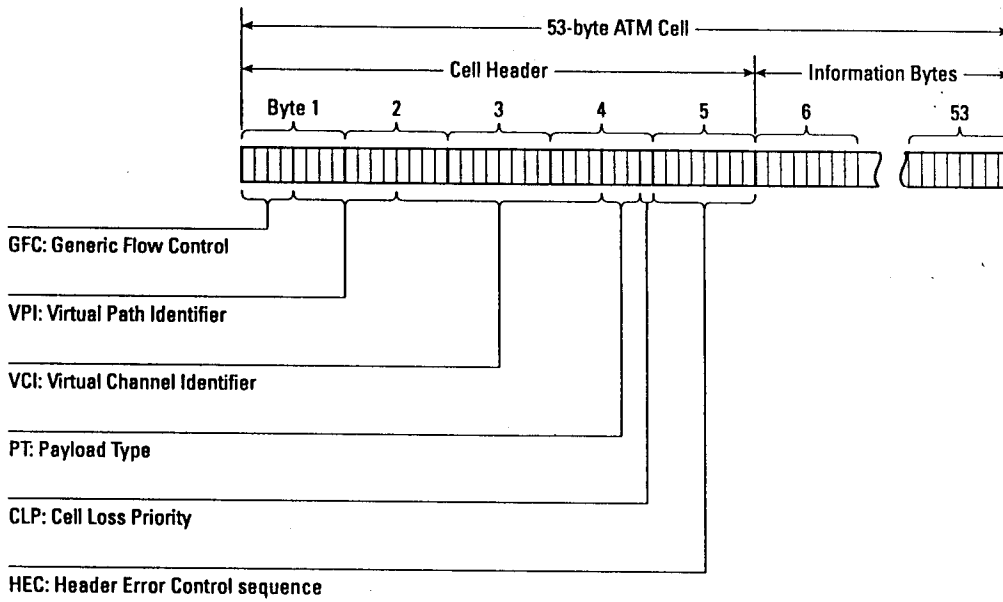 53-byte ATM Cell
Cell Header
Information Bytes
Byte 1 2 3 4 5 6 53
GFC: Generic Flow Control
VPI: Virtual Path Identifier
VCI: Virtual Channel Identifier
PT: Payload Type
CLP: Cell Loss Priority
HEC: Header Error Control sequence